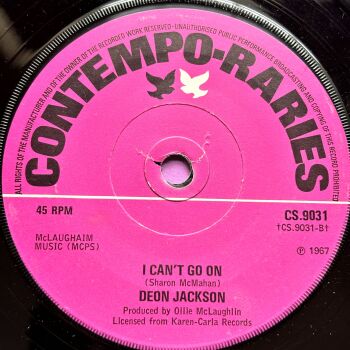 ALL RIGHTS OF THE MANUFACTURER AND OF THE OWNER OF THE RECORDED WORK RESERVED-UNAUTHORISED PUBLIC PERFORMANCE BROADCASTING AND COPYING OF THIS RECORD PROHIBITED
CONTEMPO-RARIES
45 RPM
CS.9031
†CS.9031-B†
McLAUGHAIM
MUSIC (MCPS)
℗ 1967
I CAN'T GO ON
(Sharon McMahan)
DEON JACKSON
Produced by Ollie McLaughlin
Licensed from Karen-Carla Records